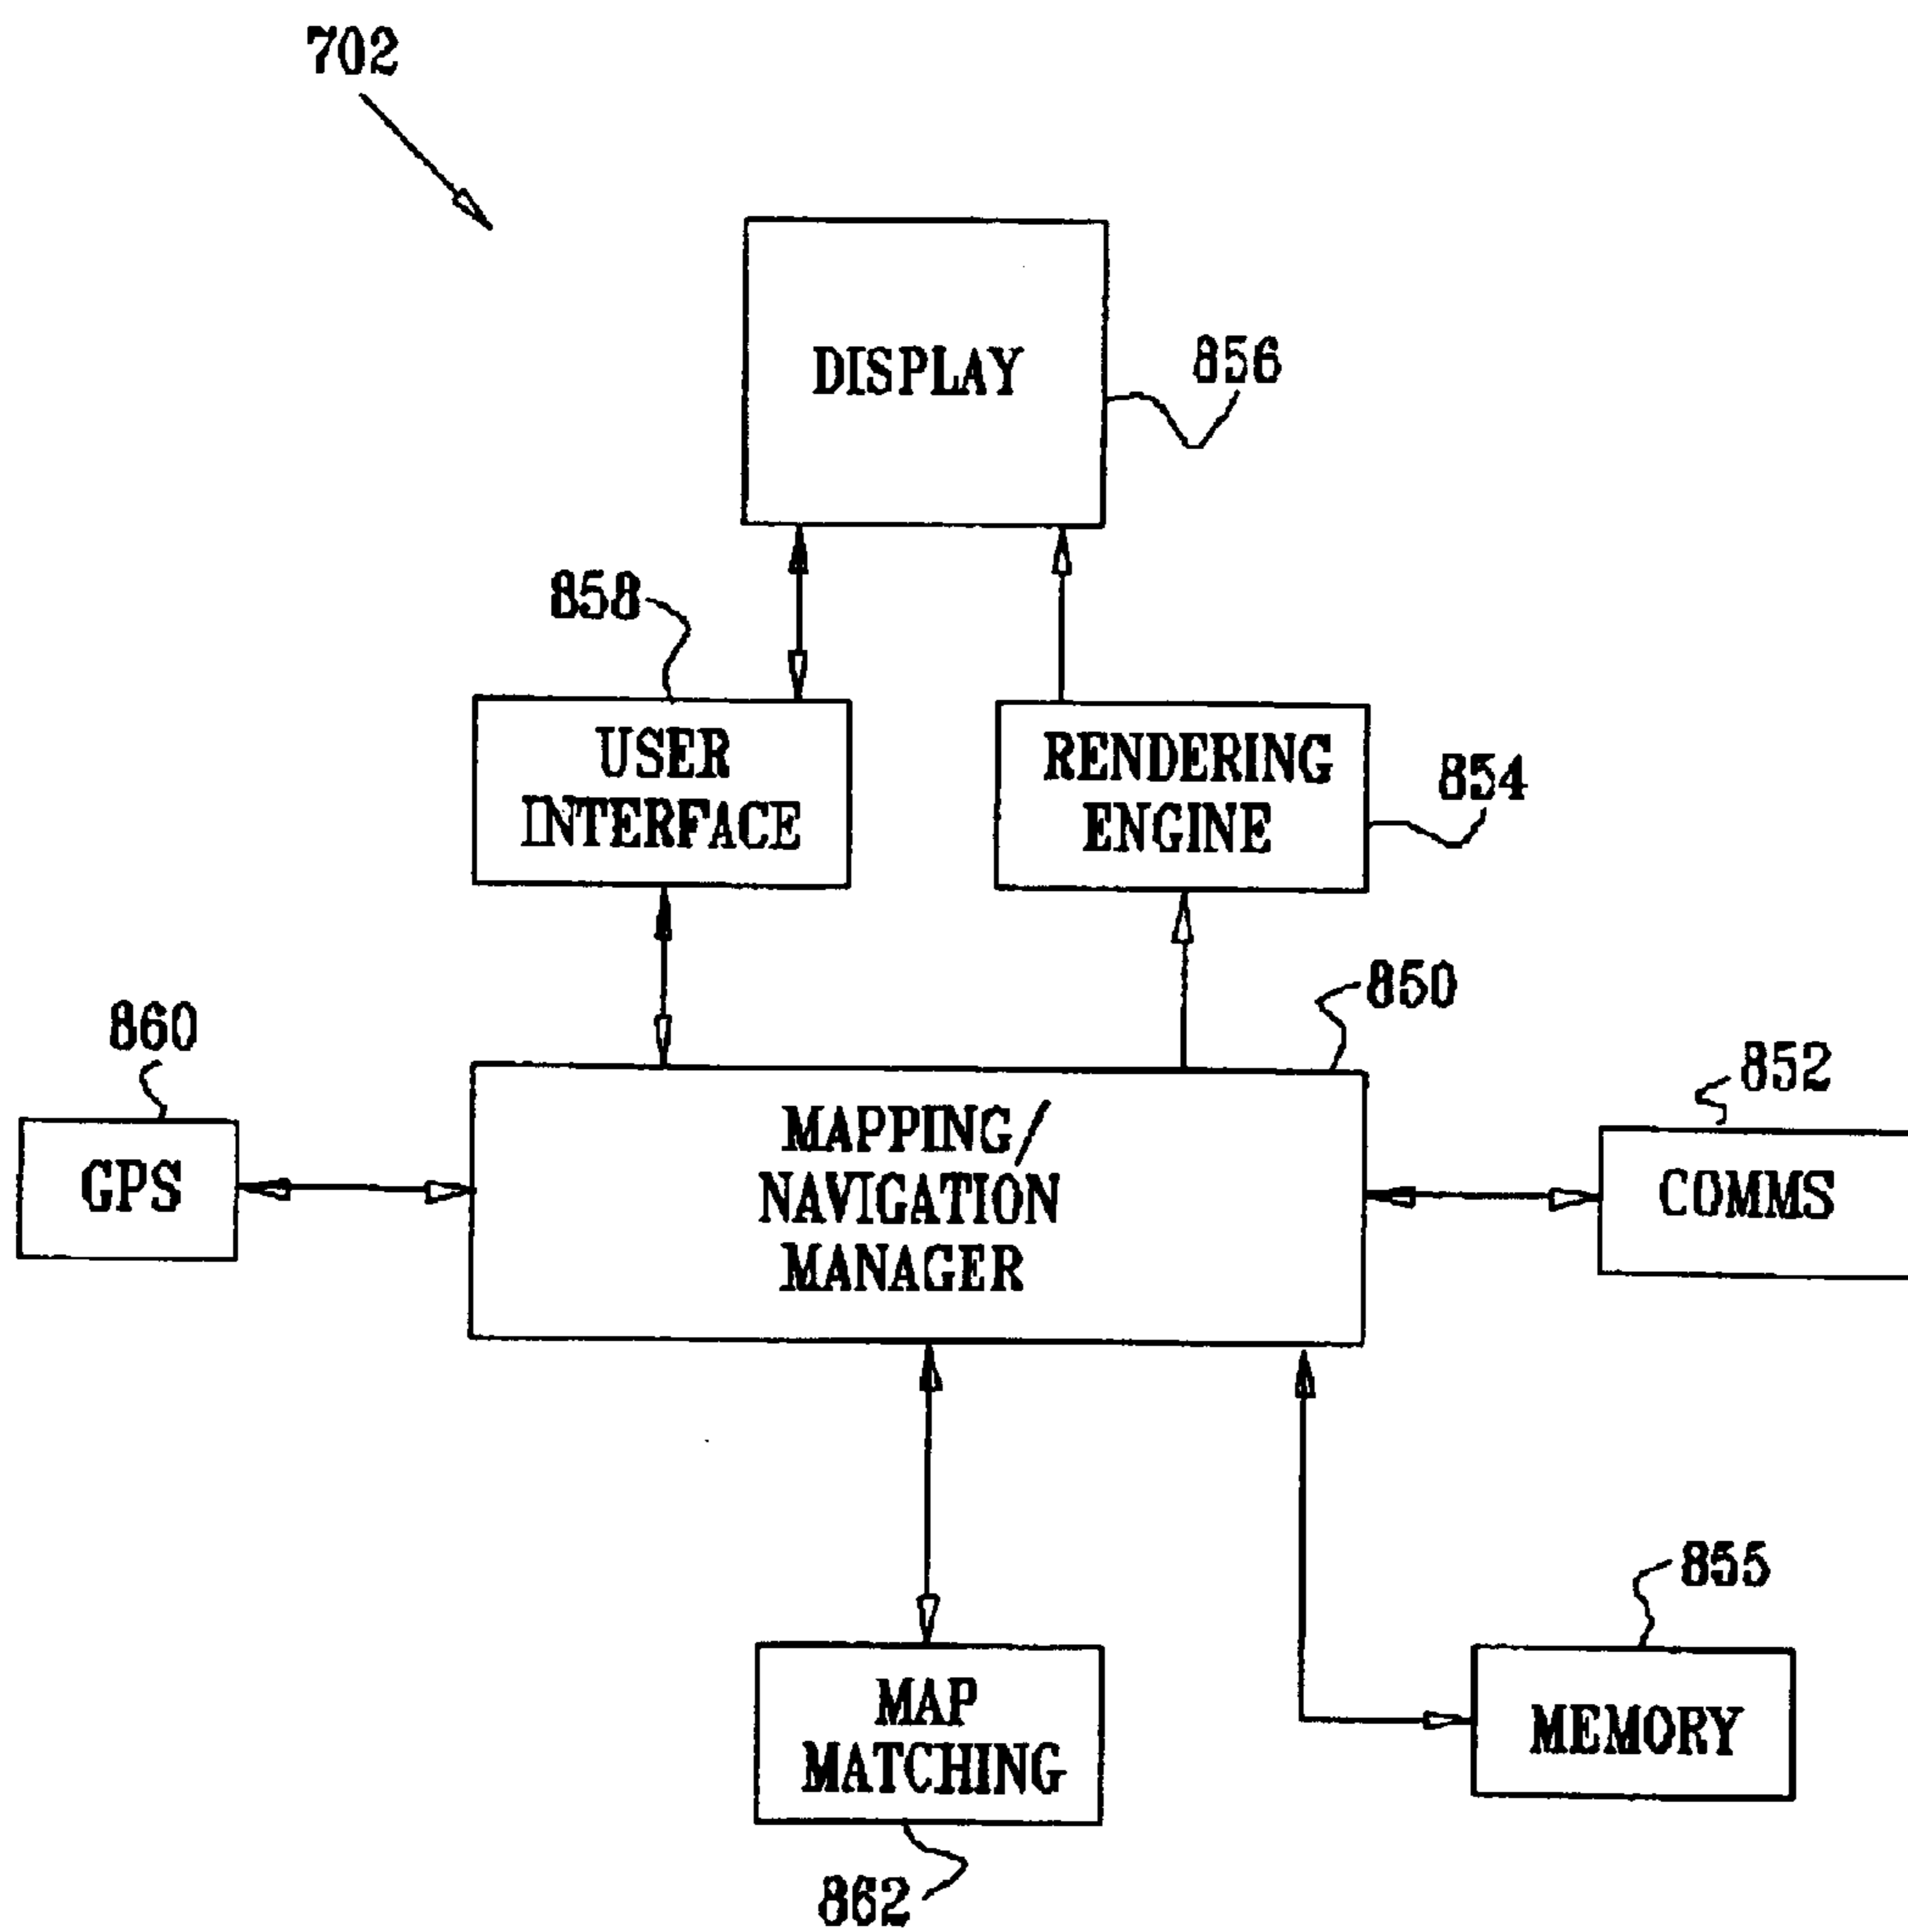 702
DISPLAY
856
858
USER
INTERFACE
RENDERING
ENGINE
854
850
860
852
GPS
MAPPING/
NAVIGATION
MANAGER
COMMS
855
MAP
MATCHING
MEMORY
862